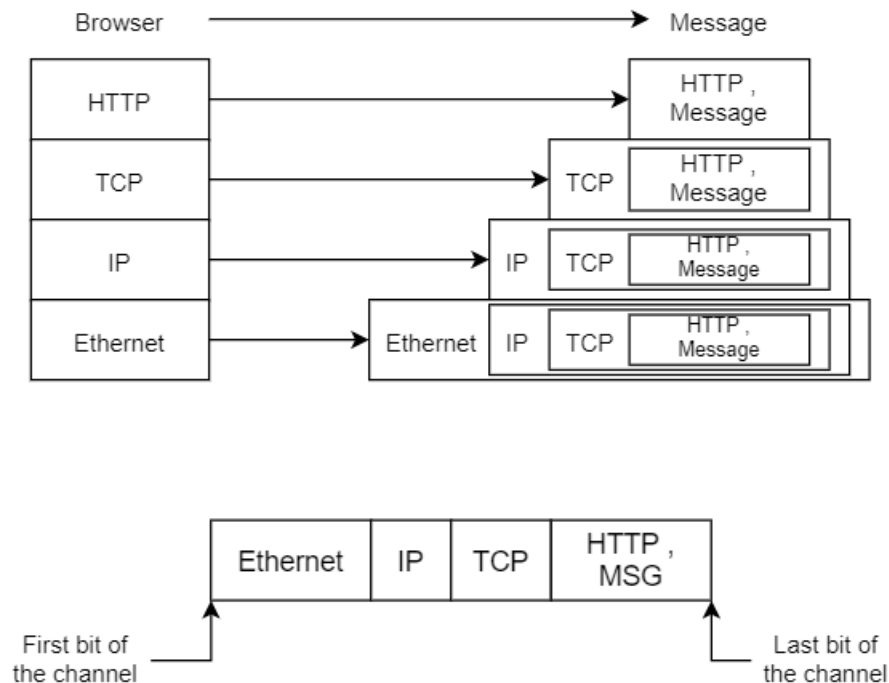 Browser
Message
HTTP
HTTP ,
Message
TCP
TCP
HTTP ,
Message
IP
IP
TCP
HTTP ,
Message
Ethernet
Ethernet
IP
TCP
HTTP ,
Message
Ethernet
IP
TCP
HTTP ,
MSG
First bit of
the channel
Last bit of
the channel